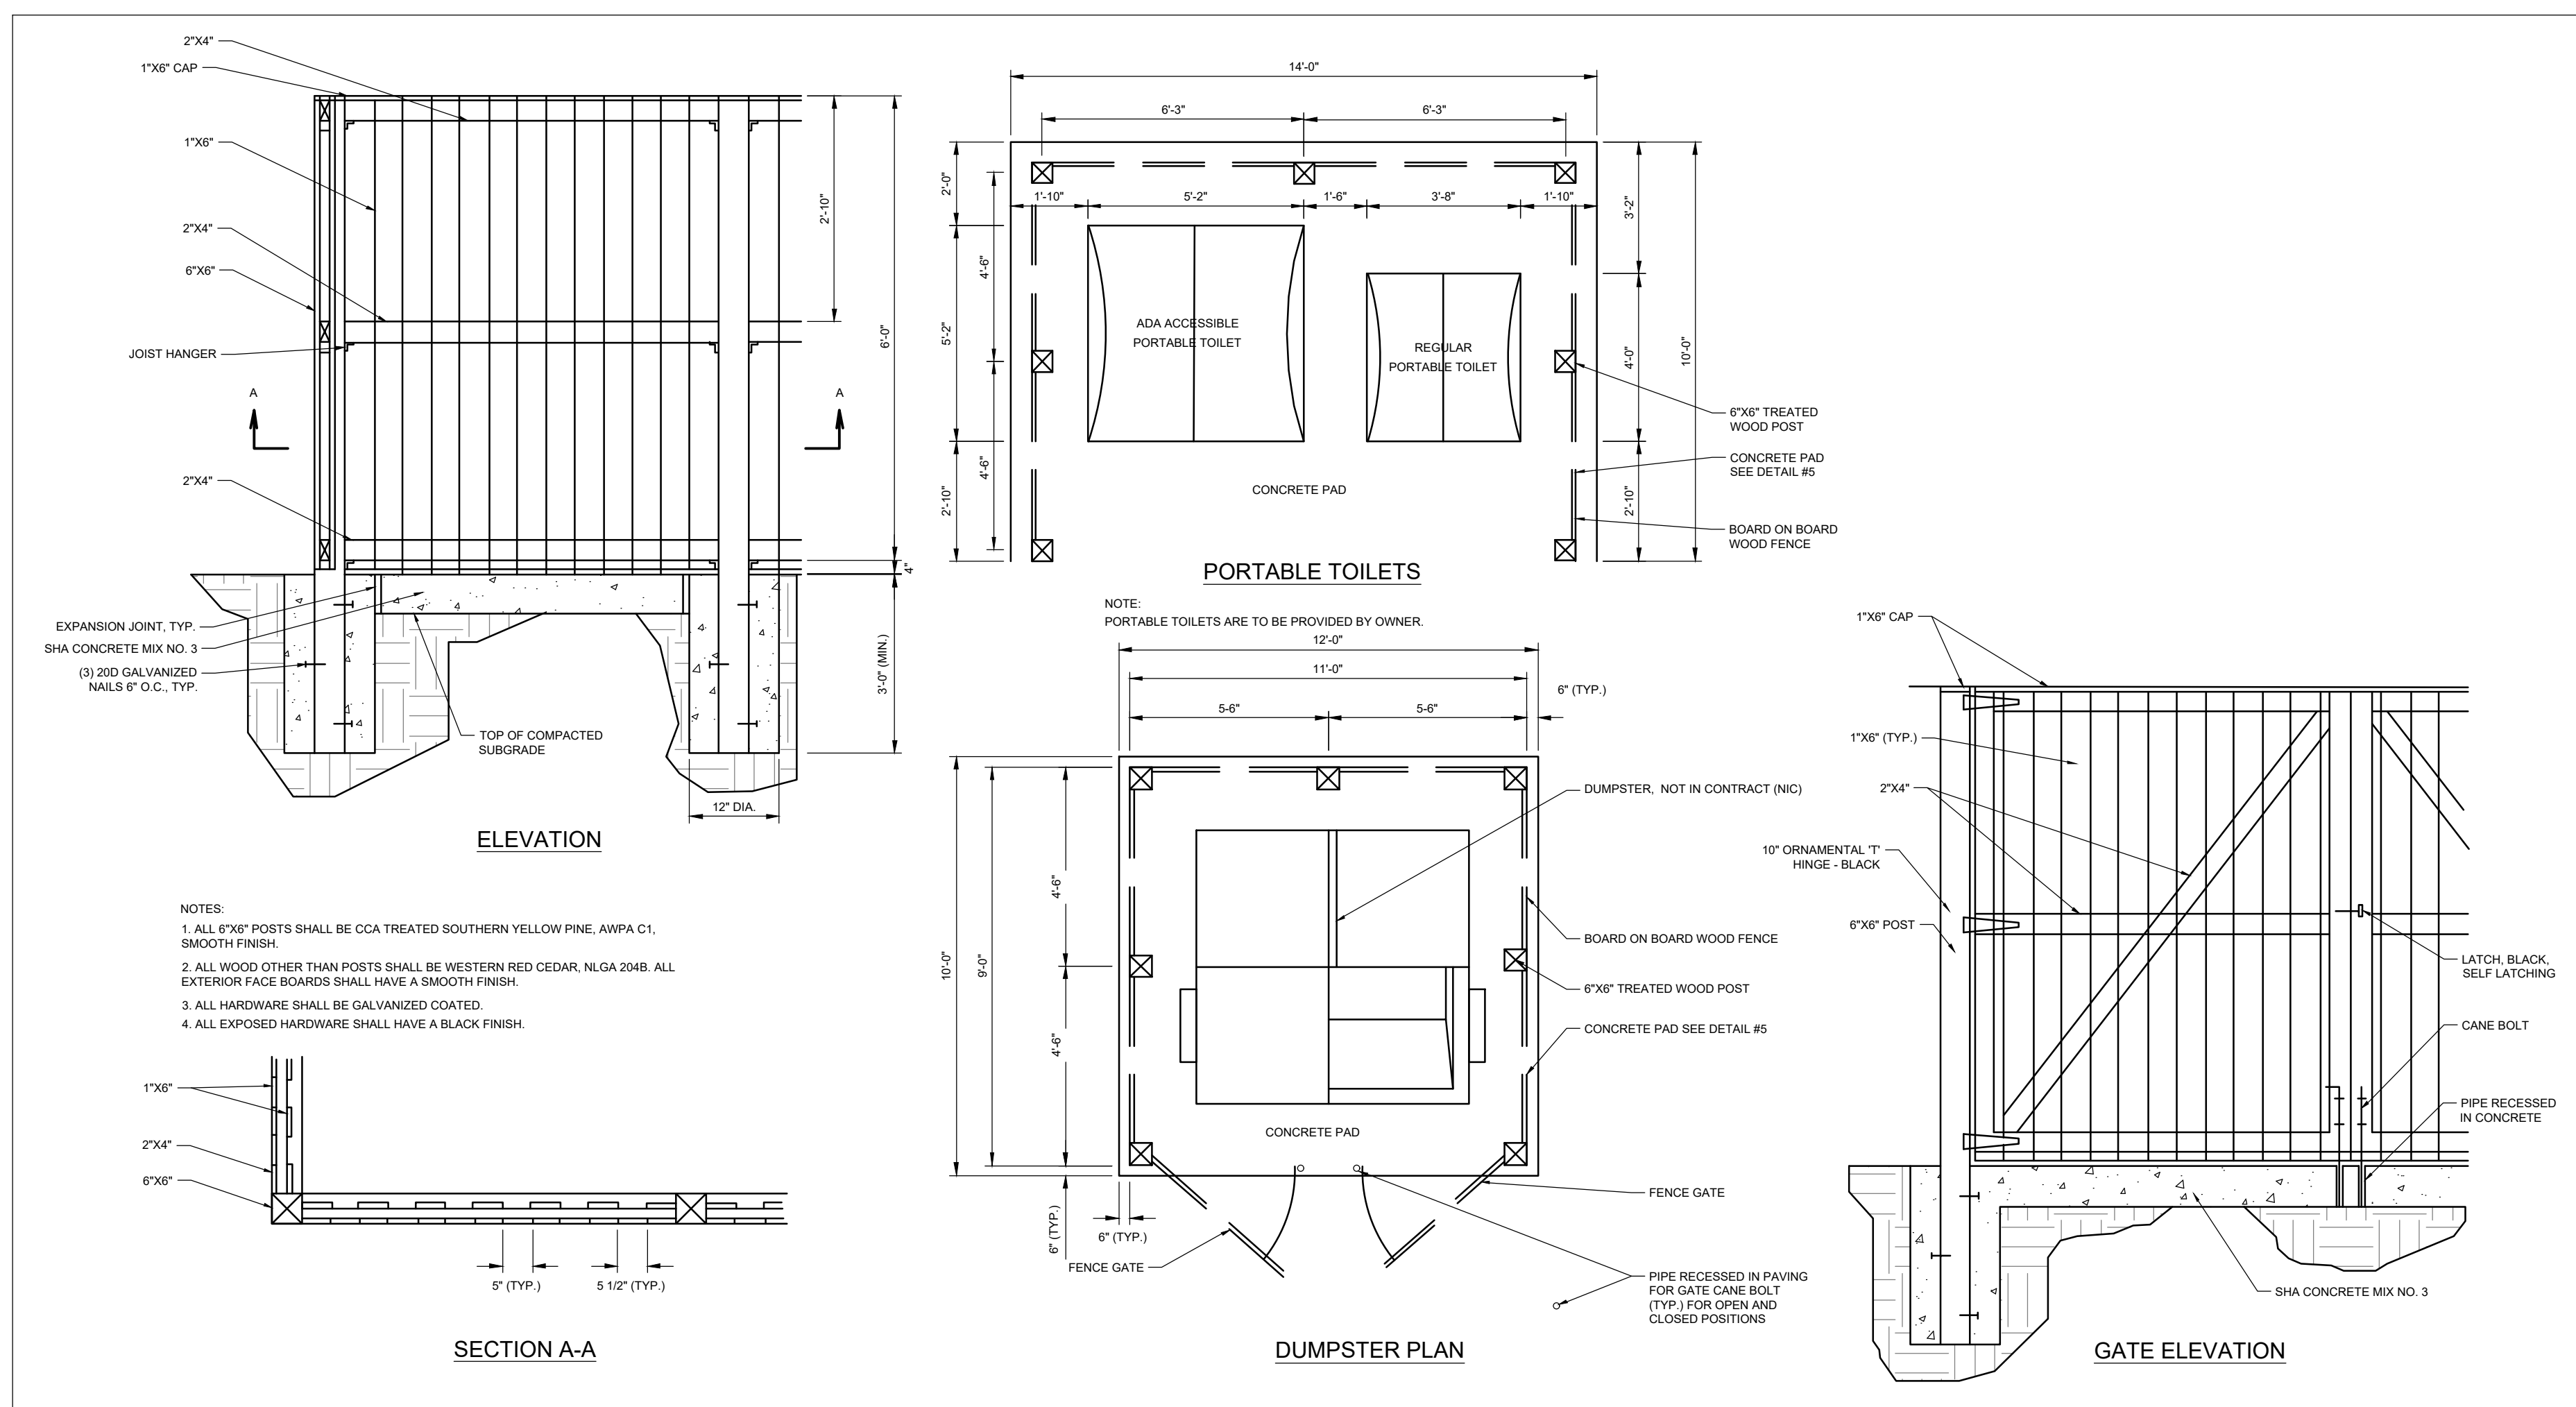 2"X4"
1"X6" CAP
1"X6"
2"X4"
6"X6"
JOIST HANGER
A
A
2"X4"
2'-10"
6'-0"
4"
3'-0" (MIN.)
EXPANSION JOINT, TYP.
SHA CONCRETE MIX NO. 3
(3) 20D GALVANIZED
NAILS 6" O.C., TYP.
TOP OF COMPACTED
SUBGRADE
12" DIA.
ELEVATION
NOTES:
1. ALL 6"X6" POSTS SHALL BE CCA TREATED SOUTHERN YELLOW PINE, AWPA C1,
SMOOTH FINISH.
2. ALL WOOD OTHER THAN POSTS SHALL BE WESTERN RED CEDAR, NLGA 204B. ALL
EXTERIOR FACE BOARDS SHALL HAVE A SMOOTH FINISH.
3. ALL HARDWARE SHALL BE GALVANIZED COATED.
4. ALL EXPOSED HARDWARE SHALL HAVE A BLACK FINISH.
1"X6"
2"X4"
6"X6"
5" (TYP.)
5 1/2" (TYP.)
SECTION A-A
14'-0"
6'-3"
6'-3"
2'-0"
1'-10"
5'-2"
1'-6"
3'-8"
1'-10"
3'-2"
4'-6"
5'-2"
ADA ACCESSIBLE
PORTABLE TOILET
REGULAR
PORTABLE TOILET
4'-0"
10'-0"
4'-6"
2'-10"
CONCRETE PAD
2'-10"
6"X6" TREATED
WOOD POST
CONCRETE PAD
SEE DETAIL #5
BOARD ON BOARD
WOOD FENCE
PORTABLE TOILETS
NOTE:
PORTABLE TOILETS ARE TO BE PROVIDED BY OWNER.
12'-0"
11'-0"
6" (TYP.)
5-6"
5-6"
10'-0"
9'-0"
4'-6"
4'-6"
DUMPSTER, NOT IN CONTRACT (NIC)
BOARD ON BOARD WOOD FENCE
6"X6" TREATED WOOD POST
CONCRETE PAD SEE DETAIL #5
CONCRETE PAD
6" (TYP.)
6" (TYP.)
FENCE GATE
FENCE GATE
PIPE RECESSED IN PAVING
FOR GATE CANE BOLT
(TYP.) FOR OPEN AND
CLOSED POSITIONS
DUMPSTER PLAN
1"X6" CAP
1"X6" (TYP.)
2"X4"
10" ORNAMENTAL 'T'
HINGE - BLACK
6"X6" POST
LATCH, BLACK,
SELF LATCHING
CANE BOLT
PIPE RECESSED
IN CONCRETE
SHA CONCRETE MIX NO. 3
GATE ELEVATION